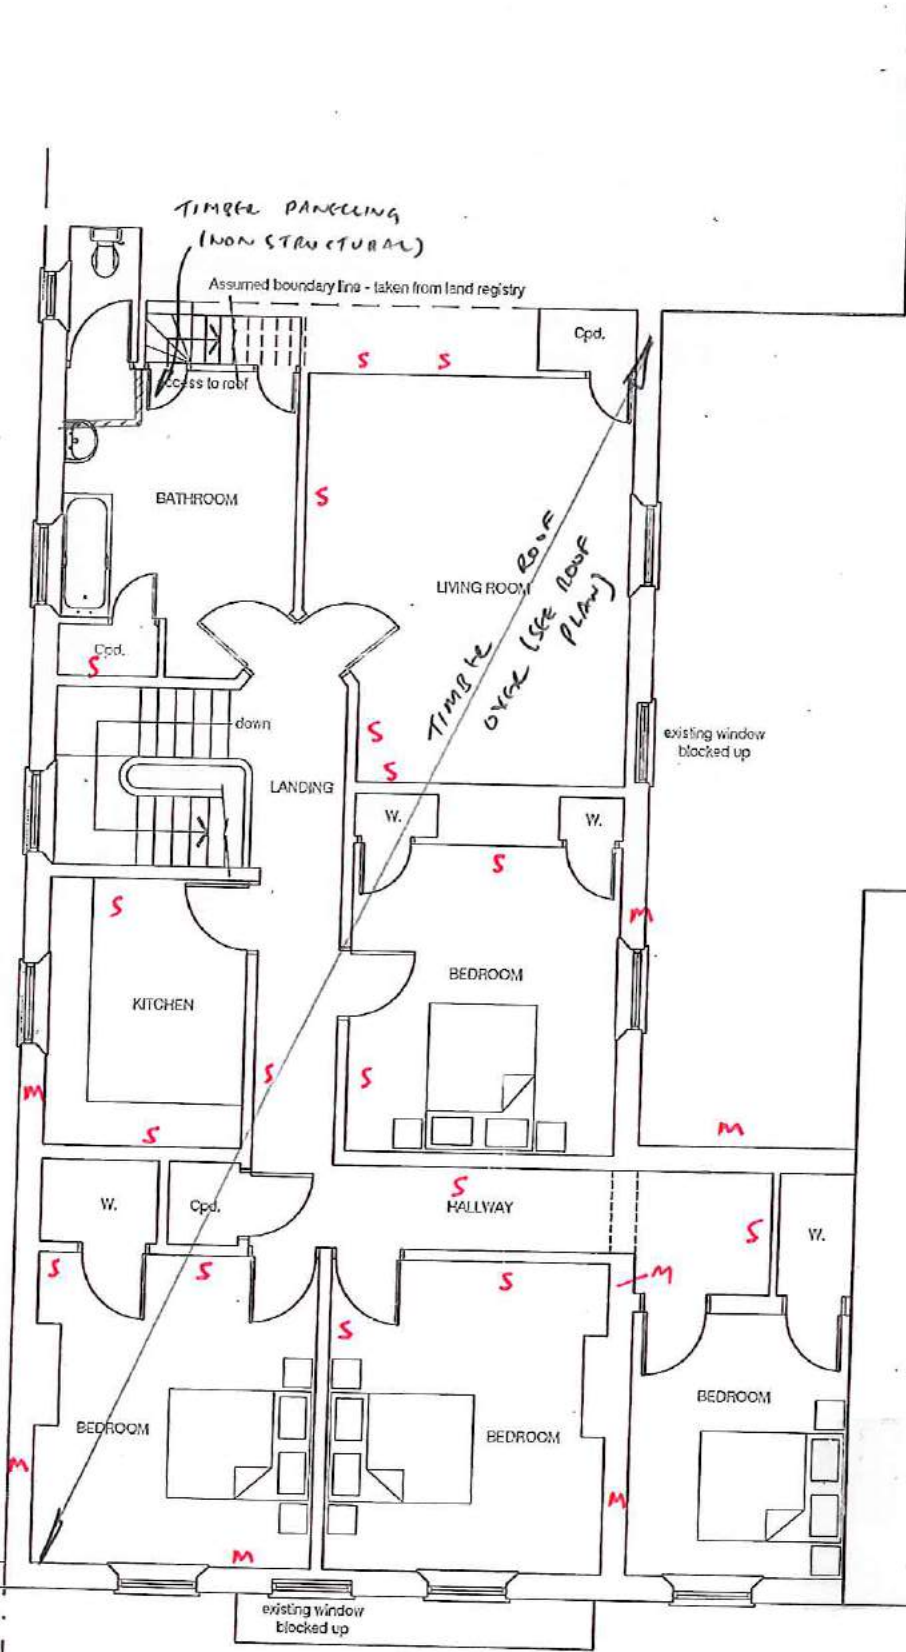 TIMBER PANELLING
(NON STRUCTURAL)
Assumed boundary line - taken from land registry
Cpd.
S S
access to roof
BATHROOM
S
LIVING ROOM
TIMBER ROOF
OVER (SEE ROOF
PLAN)
Cpd.
S
down
S
existing window
blocked up
S
LANDING
W.
W.
S
S
M
BEDROOM
KITCHEN
S
S
M
S
M
W.
Cpd.
S
HALLWAY
S
W.
S
S
S
M
S
BEDROOM
BEDROOM
BEDROOM
M
M
M
existing window
blocked up